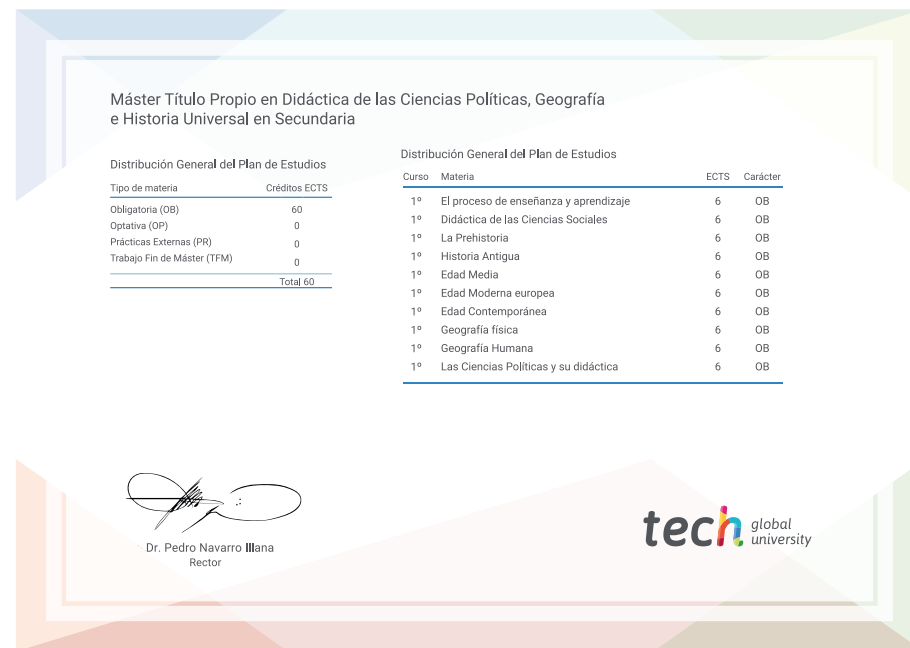 Máster Título Propio en Didáctica de las Ciencias Políticas, Geografía
e Historia Universal en Secundaria
Distribución General del Plan de Estudios
Tipo de materia Créditos ECTS
Obligatoria (OB) 60
Optativa (OP) 0
Prácticas Externas (PR) 0
Trabajo Fin de Máster (TFM) 0
Total 60
Distribución General del Plan de Estudios
Curso Materia ECTS Carácter
1º El proceso de enseñanza y aprendizaje 6 OB
1º Didáctica de las Ciencias Sociales 6 OB
1º La Prehistoria 6 OB
1º Historia Antigua 6 OB
1º Edad Media 6 OB
1º Edad Moderna europea 6 OB
1º Edad Contemporánea 6 OB
1º Geografía física 6 OB
1º Geografía Humana 6 OB
1º Las Ciencias Políticas y su didáctica 6 OB
Dr. Pedro Navarro Illana
Rector
tech global
university